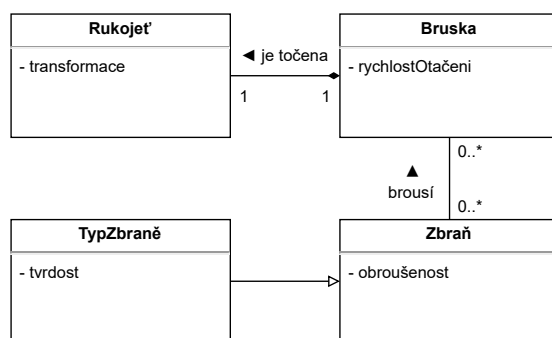 Rukojeť
- transformace
◄ je točena
1
1
Bruska
- rychlostOtačeni
0..*
▲
brousí
0..*
TypZbraně
- tvrdost
Zbraň
- obroušenost